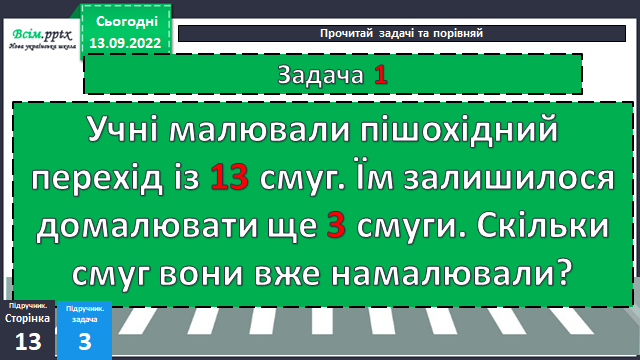 Всім.pptx
Нова українська школа
Сьогодні
13.09.2022
Прочитай задачі та порівняй
Задача 1
Учні малювали пішохідний
перехід із 13 смуг. Їм залишилося
домалювати ще 3 смуги. Скільки
смуг вони вже намалювали?
Підручник.
Сторінка
13
Підручник.
задача
3